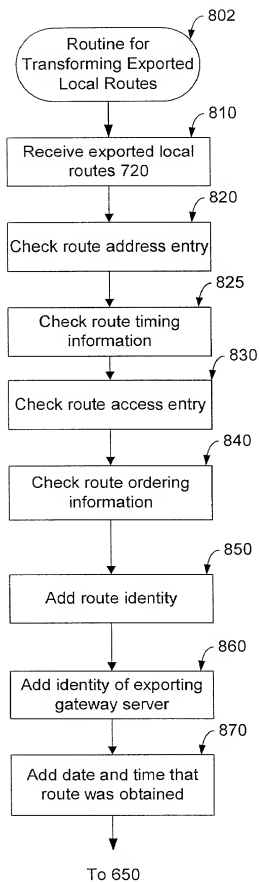 802
Routine for
Transforming Exported
Local Routes
810
Receive exported local
routes 720
820
Check route address entry
825
Check route timing
information
830
Check route access entry
840
Check route ordering
information
850
Add route identity
860
Add identity of exporting
gateway server
870
Add date and time that
route was obtained
To 650